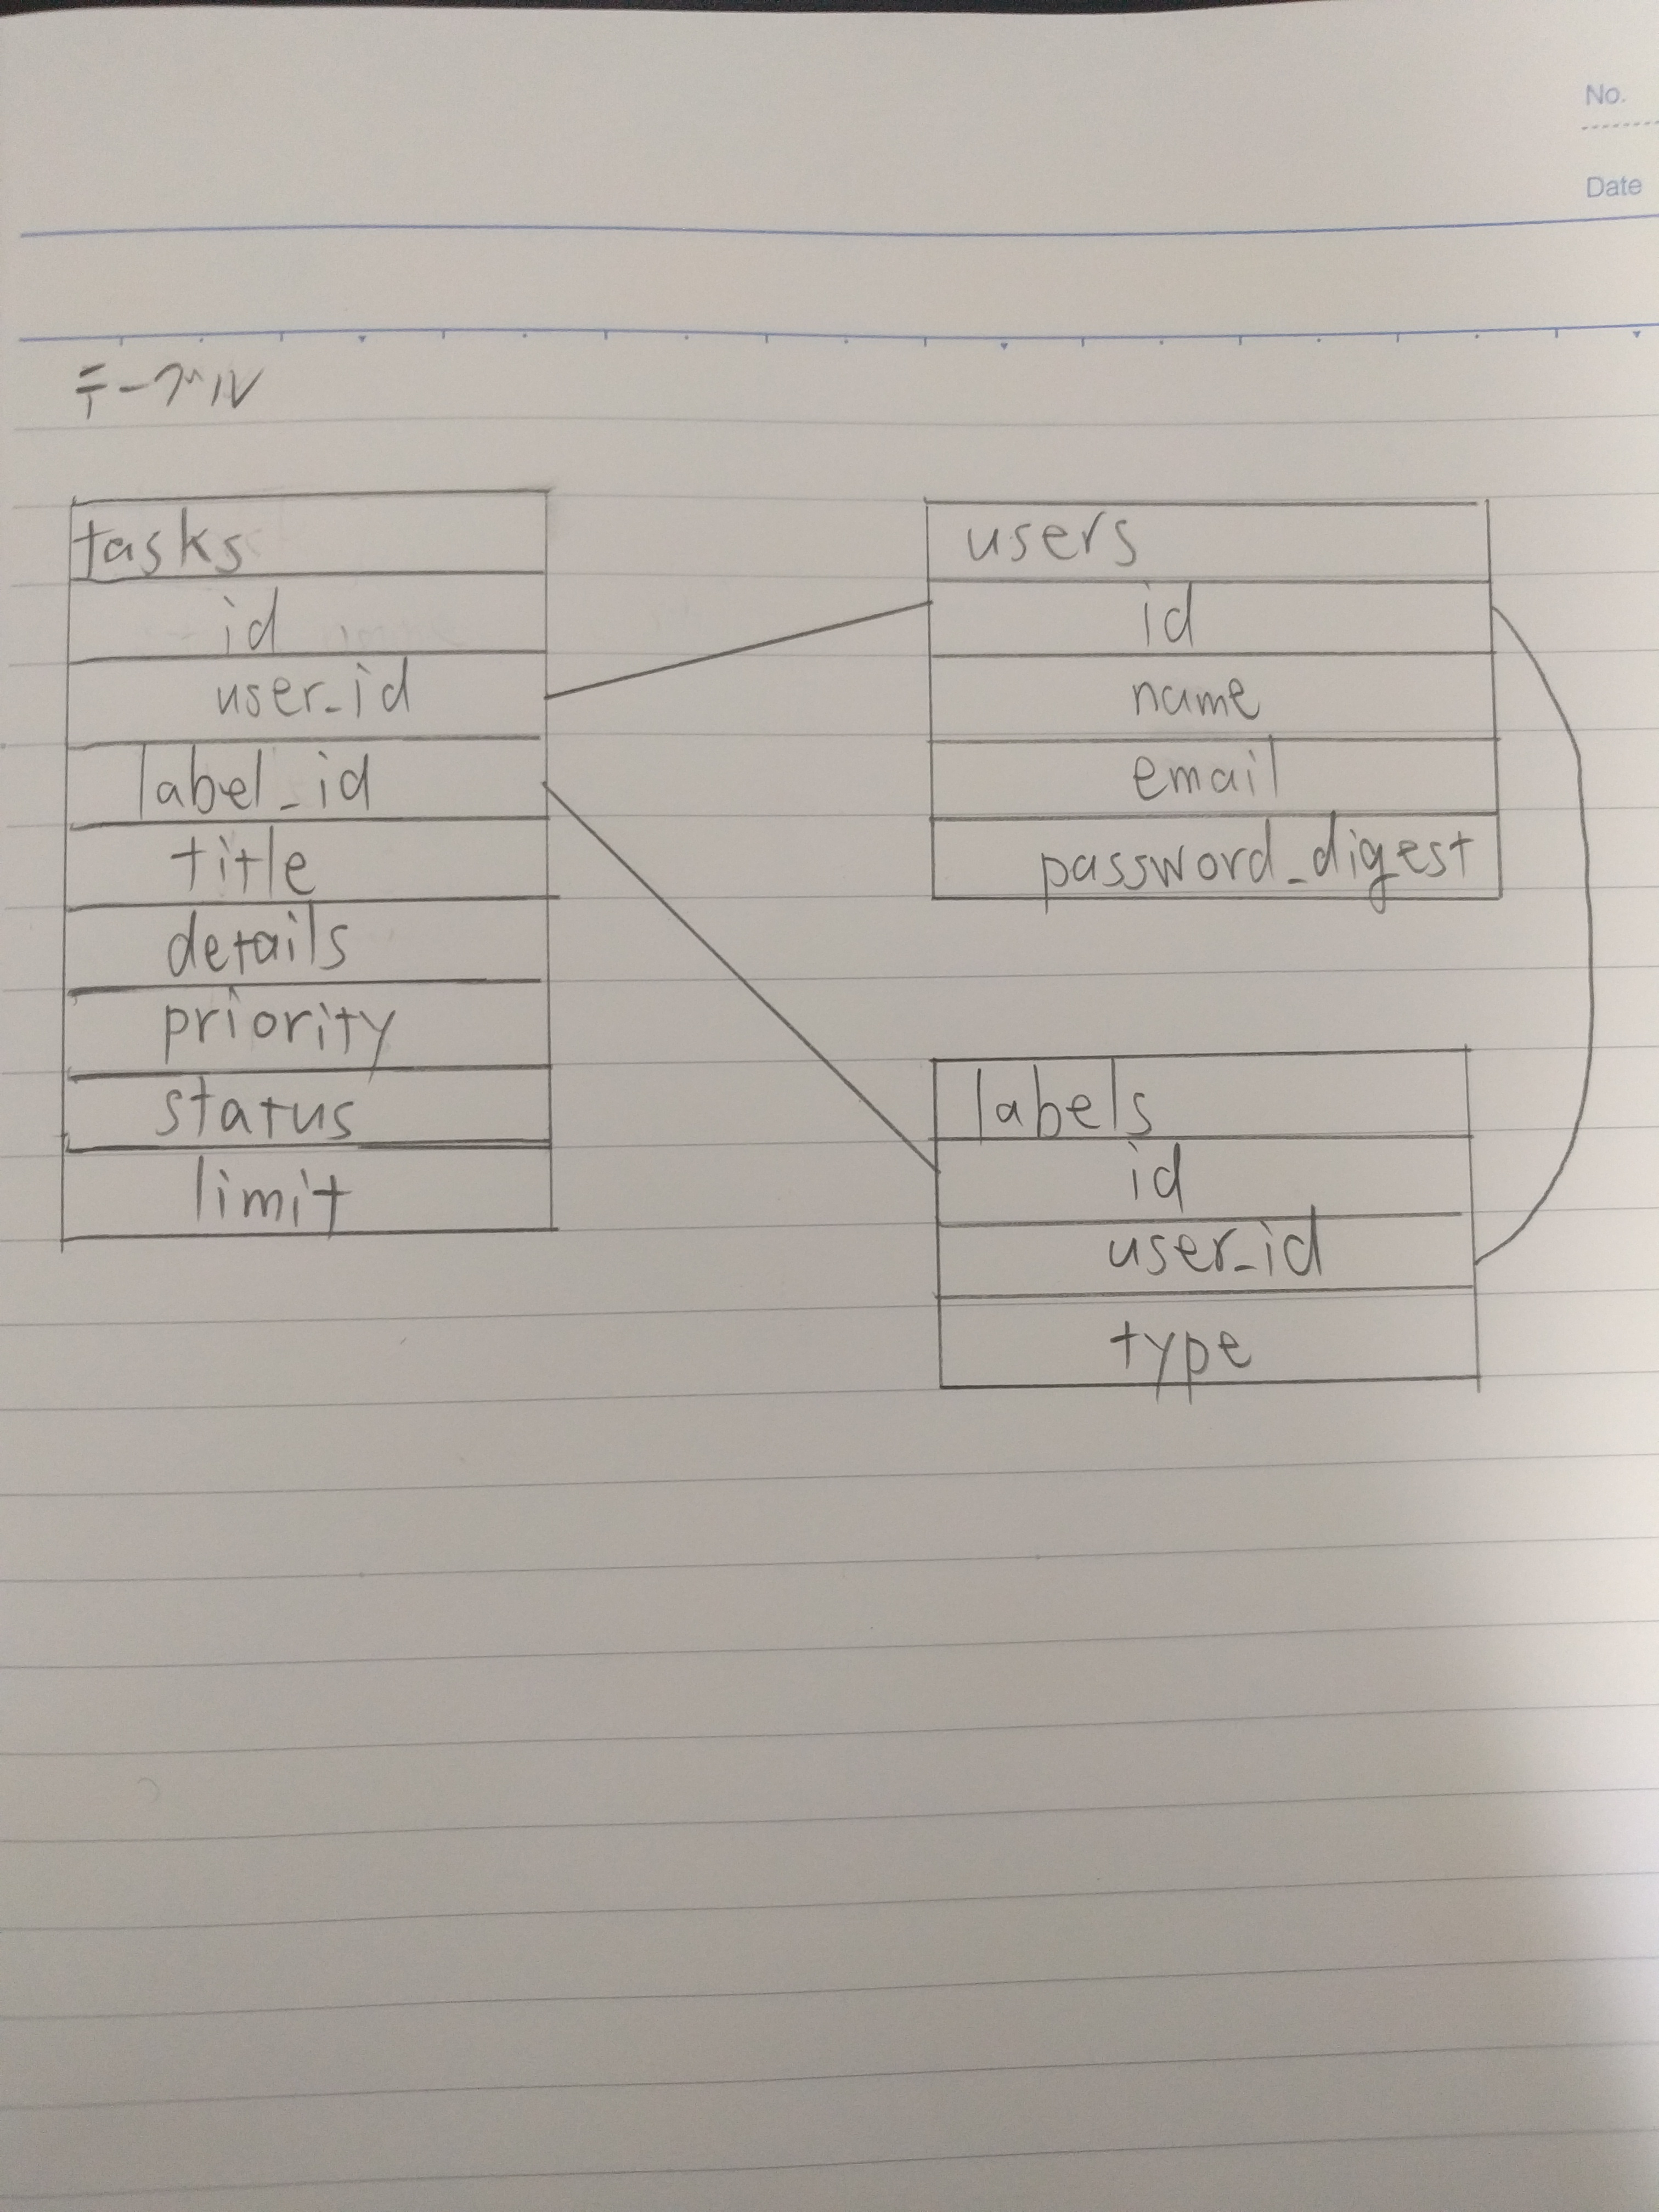 No.
Date
テーブル
tasks
id
user_id
label_id
title
details
priority
status
limit
users
id
name
email
password_digest
labels
id
user_id
type